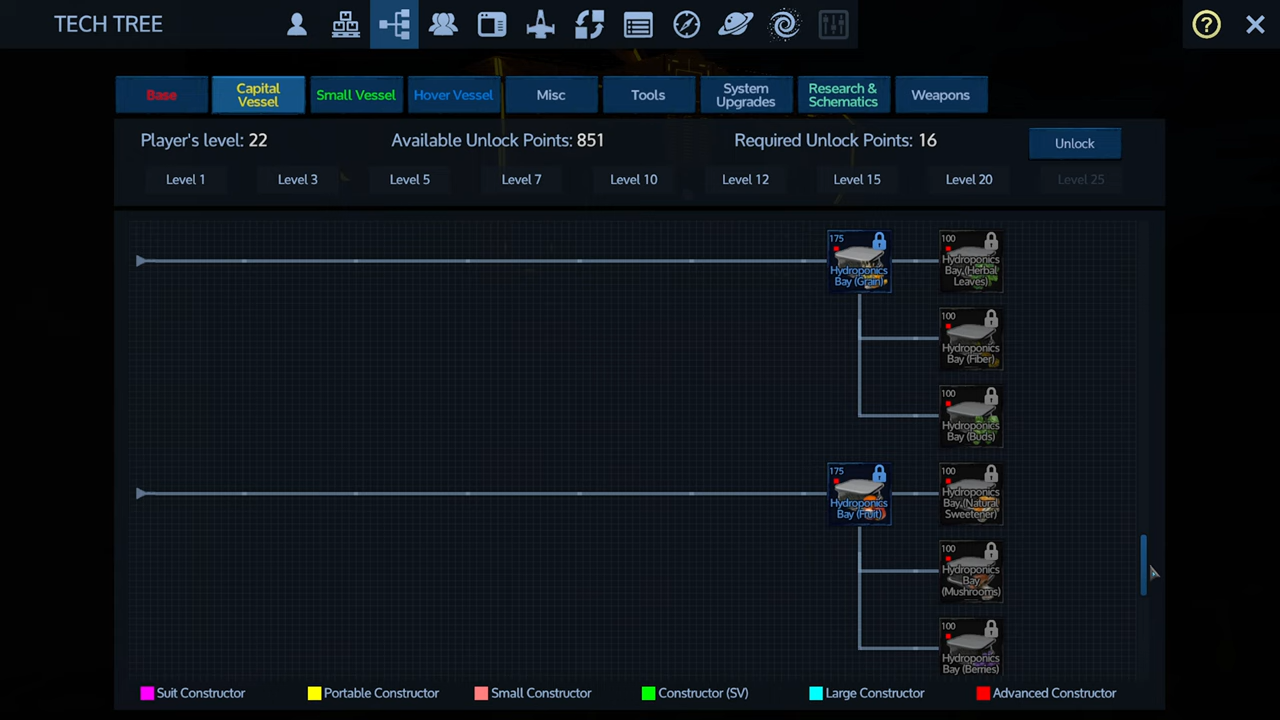 TECH TREE
?
Base
Capital
Vessel
Small Vessel
Hover Vessel
Misc
Tools
System
Upgrades
Research &
Schematics
Weapons
Player's level: 22
Available Unlock Points: 851
Required Unlock Points: 16
Unlock
Level 1
Level 3
Level 5
Level 7
Level 10
Level 12
Level 15
Level 20
Level 25
175
Hydroponics
Bay (Grain)
100
Hydroponics
Bay (Herbal
Leaves)
100
Hydroponics
Bay (Fiber)
100
Hydroponics
Bay (Buds)
175
Hydroponics
Bay (Fruit)
100
Hydroponics
Bay (Natural
Sweetener)
100
Hydroponics
Bay
(Mushrooms)
100
Hydroponics
Bay (Berries)
Suit Constructor
Portable Constructor
Small Constructor
Constructor (SV)
Large Constructor
Advanced Constructor